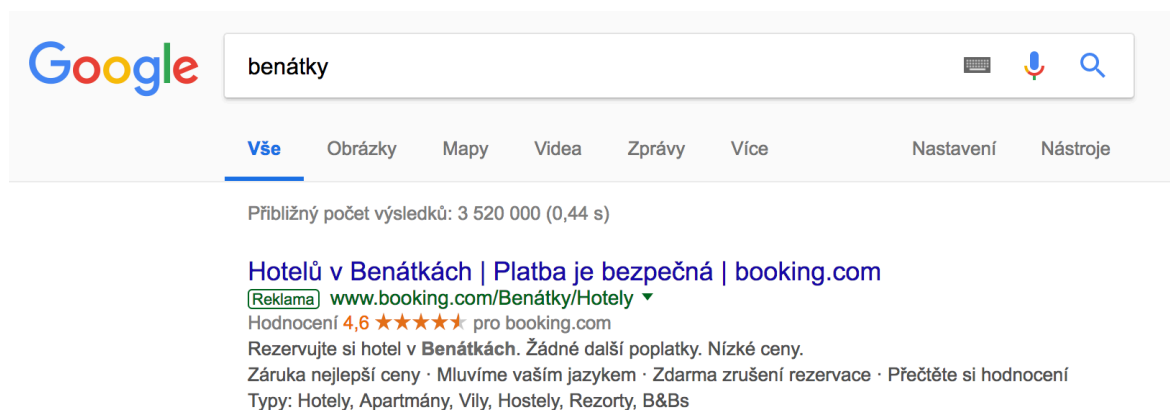 Google
benátky
Vše Obrázky Mapy Videa Zprávy Více Nastavení Nástroje
Přibližný počet výsledků: 3 520 000 (0,44 s)
Hotelů v Benátkách | Platba je bezpečná | booking.com
Reklama www.booking.com/Benátky/Hotely
Hodnocení 4,6 ★★★★★ pro booking.com
Rezervujte si hotel v Benátkách. Žádné další poplatky. Nízké ceny.
Záruka nejlepší ceny · Mluvíme vaším jazykem · Zdarma zrušení rezervace · Přečtěte si hodnocení
Typy: Hotely, Apartmány, Vily, Hostely, Rezorty, B&Bs